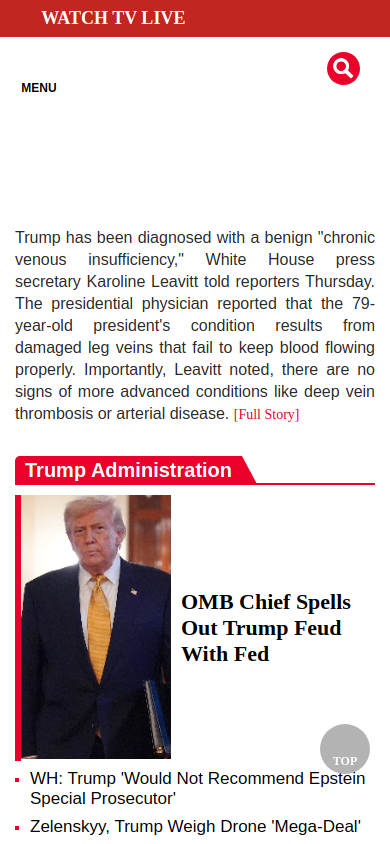 WATCH TV LIVE
MENU
Trump has been diagnosed with a benign "chronic
venous insufficiency," White House press
secretary Karoline Leavitt told reporters Thursday.
The presidential physician reported that the 79-
year-old president's condition results from
damaged leg veins that fail to keep blood flowing
properly. Importantly, Leavitt noted, there are no
signs of more advanced conditions like deep vein
thrombosis or arterial disease. [Full Story]
Trump Administration
OMB Chief Spells
Out Trump Feud
With Fed
TOP
WH: Trump 'Would Not Recommend Epstein
Special Prosecutor'
Zelenskyy, Trump Weigh Drone 'Mega-Deal'